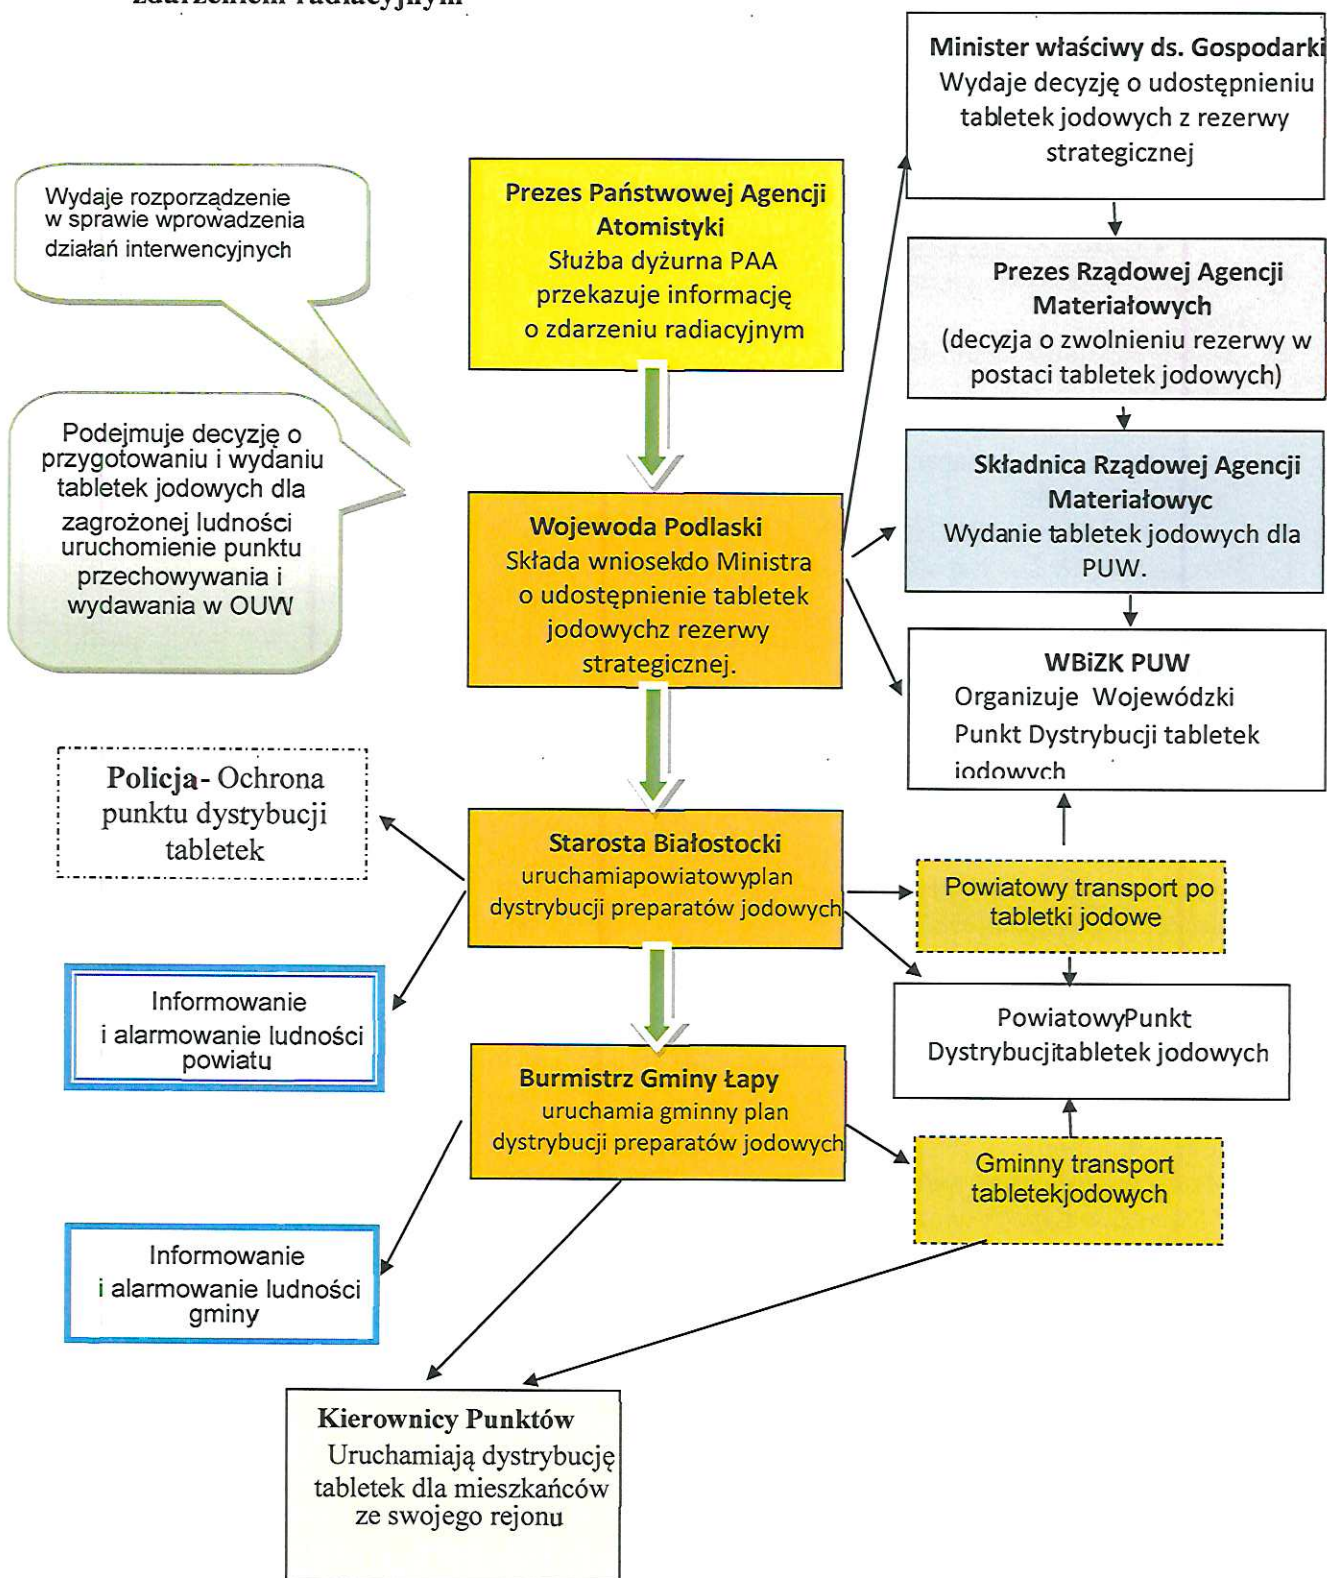 zdarzeniem radiacyjnym
Minister właściwy ds. Gospodarki
Wydaje decyzję o udostępnieniu
tabletek jodowych z rezerwy
strategicznej
Wydaje rozporządzenie
w sprawie wprowadzenia
działań interwencyjnych
Prezes Państwowej Agencji
Atomistyki
Służba dyżurna PAA
przekazuje informację
o zdarzeniu radiacyjnym
Prezes Rządowej Agencji
Materiałowych
(decyzja o zwolnieniu rezerwy w
postaci tabletek jodowych)
Podejmuje decyzję o
przygotowaniu i wydaniu
tabletek jodowych dla
zagrożonej ludności
uruchomienie punktu
przechowywania i
wydawania w OUW
Składnica Rządowej Agencji
Materiałowyc
Wydanie tabletek jodowych dla
PUW.
Wojewoda Podlaski
Składa wniosekdo Ministra
o udostępnienie tabletek
jodowychz rezerwy
strategicznej.
WBiZK PUW
Organizuje Wojewódzki
Punkt Dystrybucji tabletek
jodowych
Policja- Ochrona
punktu dystrybucji
tabletek
Starosta Białostocki
uruchamiapowiatowyplan
dystrybucji preparatów jodowych
Powiatowy transport po
tabletki jodowe
Informowanie
i alarmowanie ludności
powiatu
PowiatowyPunkt
Dystrybucjitabletek jodowych
Burmistrz Gminy Łapy
uruchamia gminny plan
dystrybucji preparatów jodowych
Gminny transport
tabletekjodowych
Informowanie
i alarmowanie ludności
gminy
Kierownicy Punktów
Uruchamiają dystrybucję
tabletek dla mieszkańców
ze swojego rejonu